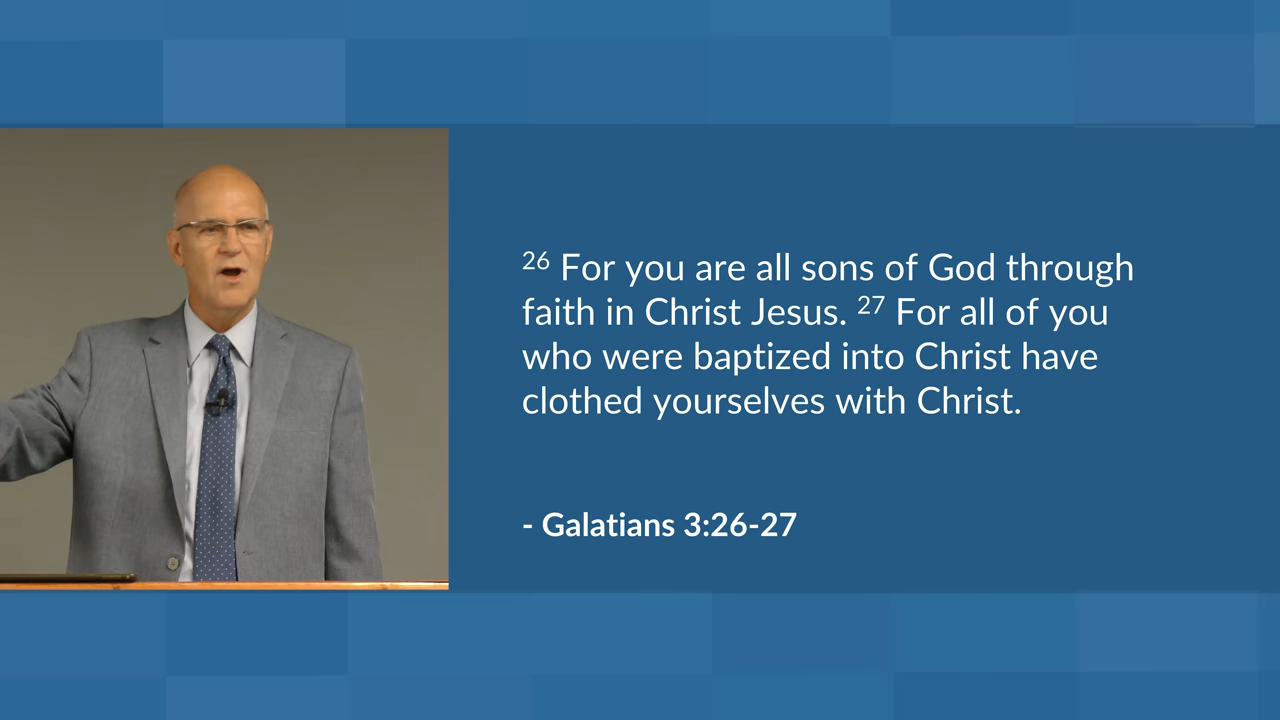 26 For you are all sons of God through
faith in Christ Jesus. 27 For all of you
who were baptized into Christ have
clothed yourselves with Christ.
- Galatians 3:26-27